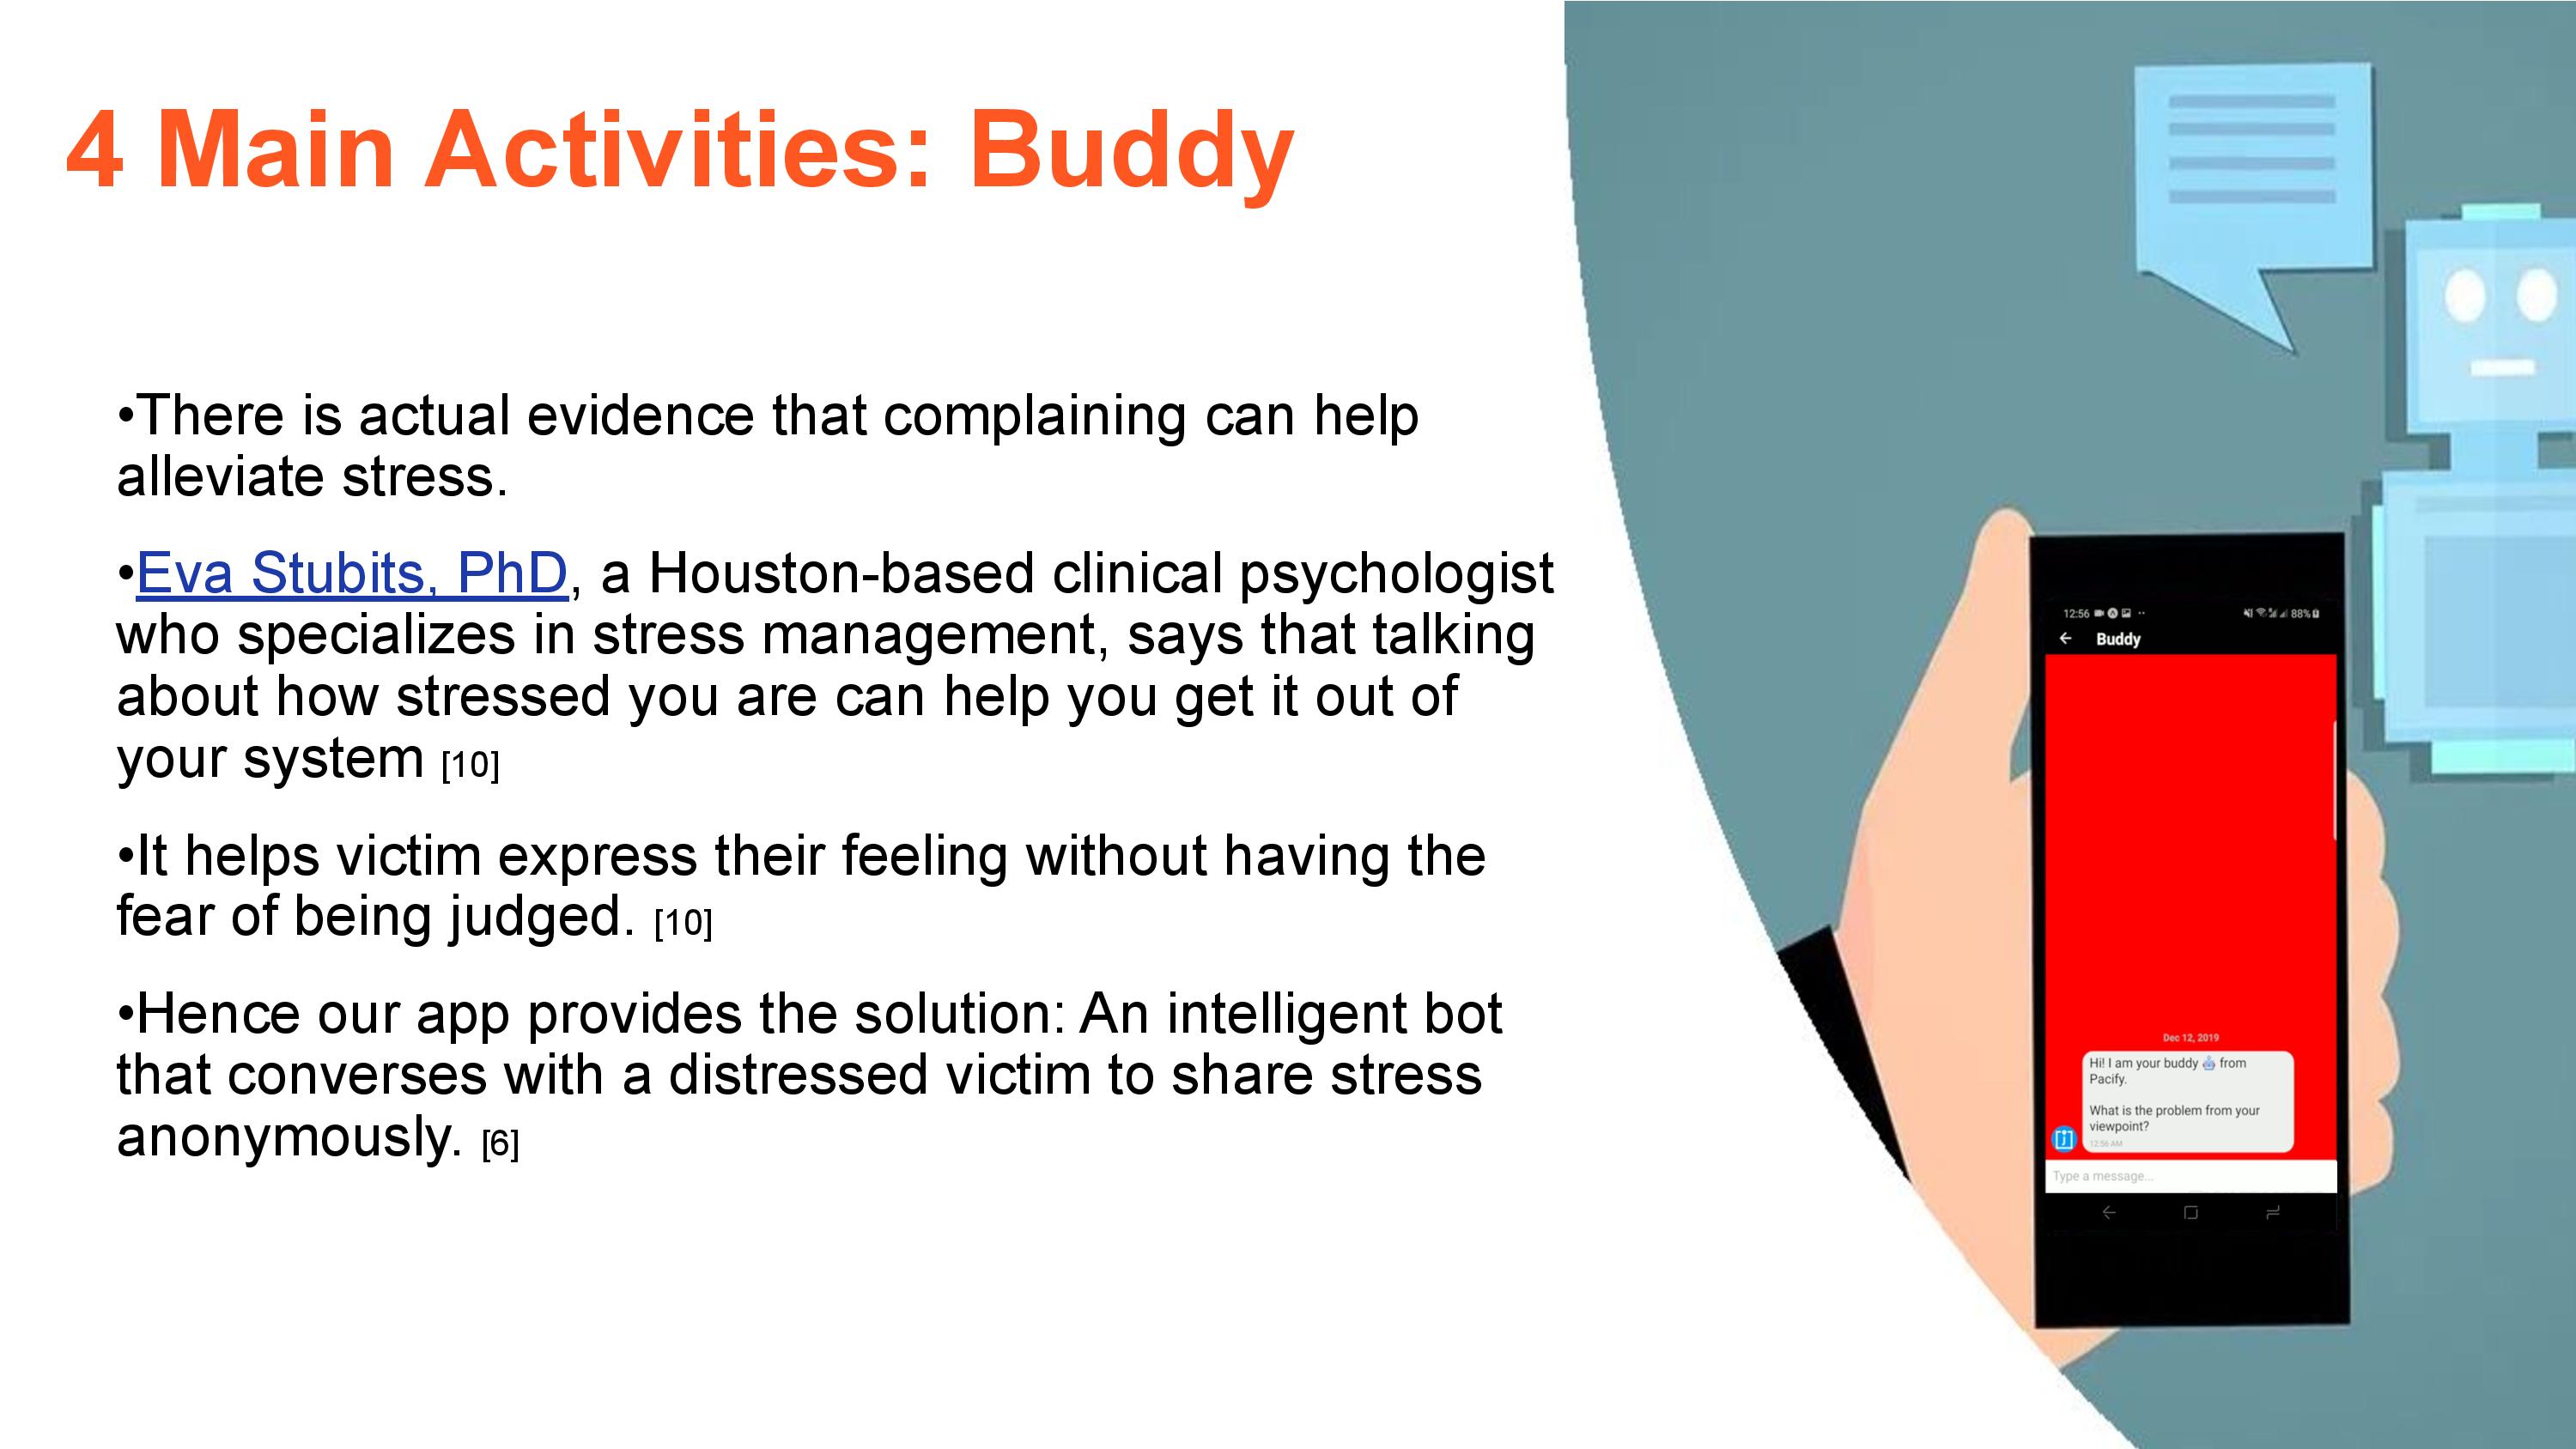 4 Main Activities: Buddy
•There is actual evidence that complaining can help
alleviate stress.
•Eva Stubits, PhD, a Houston-based clinical psychologist
who specializes in stress management, says that talking
about how stressed you are can help you get it out of
your system [10]
•It helps victim express their feeling without having the
fear of being judged. [10]
•Hence our app provides the solution: An intelligent bot
that converses with a distressed victim to share stress
anonymously. [6]
12:56 88%
Buddy
Dec 12, 2019
Hi! I am your buddy 🤖 from
Pacify.
What is the problem from your
viewpoint?
12:56 AM
Type a message...